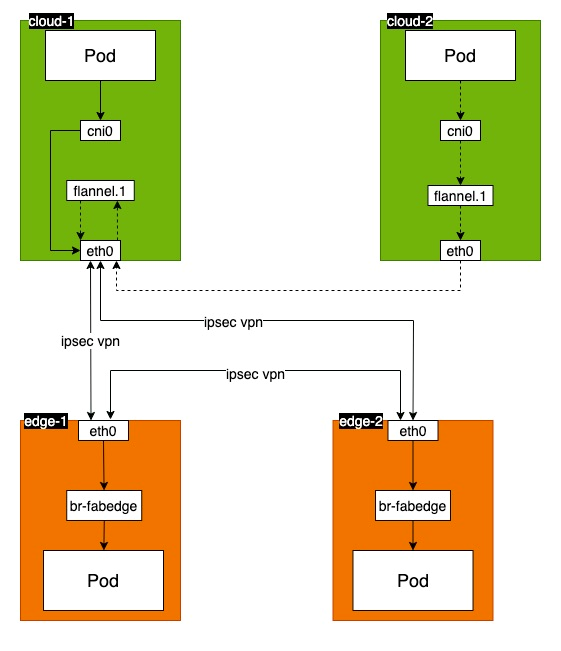 cloud-1
Pod
cni0
flannel.1
eth0
cloud-2
Pod
cni0
flannel.1
eth0
ipsec vpn
ipsec vpn
ipsec vpn
edge-1
eth0
br-fabedge
Pod
edge-2
eth0
br-fabedge
Pod